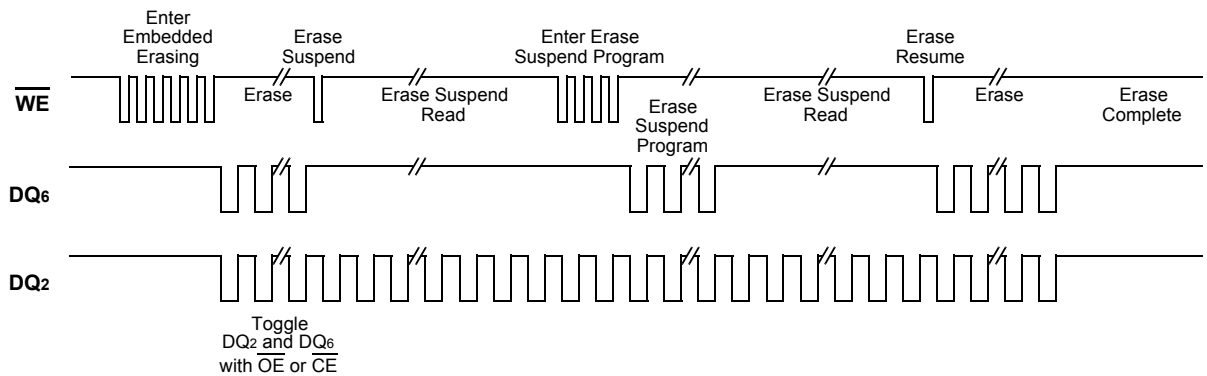 Enter
Embedded
Erasing
Erase
Suspend
Enter Erase
Suspend Program
Erase
Resume
WE
Erase
Erase Suspend
Read
Erase
Suspend
Program
Erase Suspend
Read
Erase
Erase
Complete
DQ6
DQ2
Toggle
DQ2 and DQ6
with OE or CE